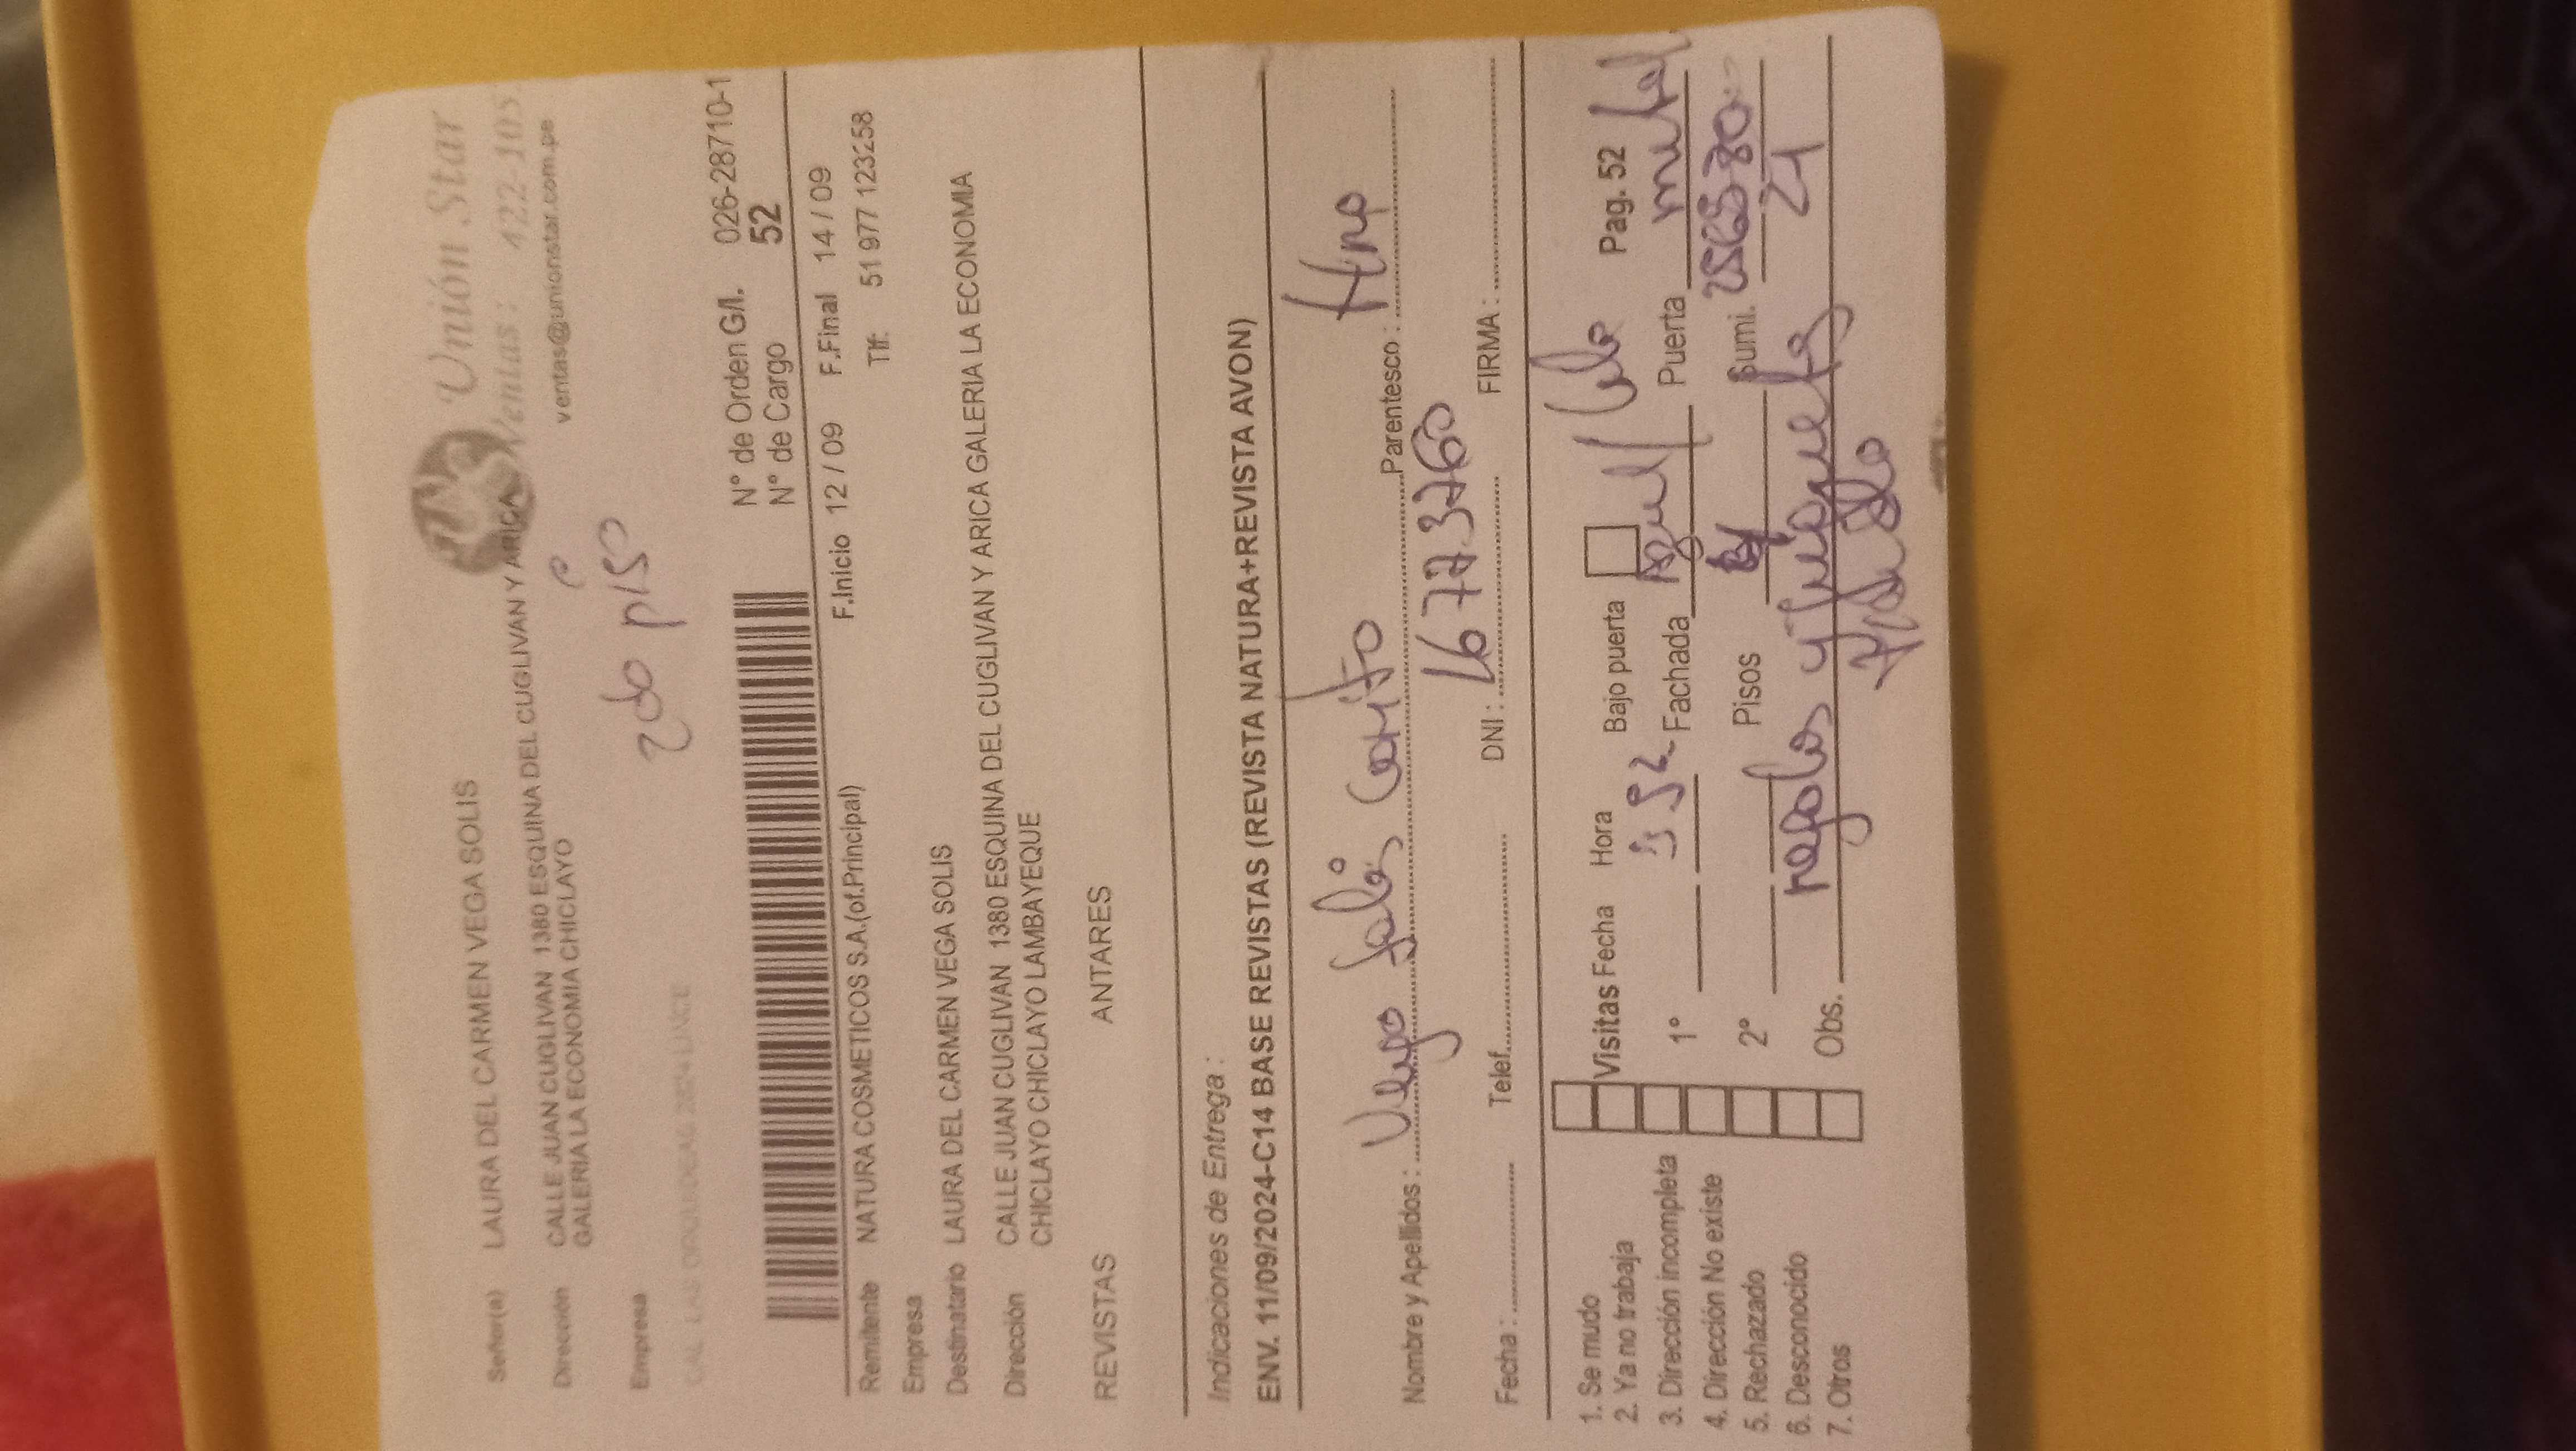 Unión Star
Ventas : 422-105
ventas@unionstar.com.pe
Señor(a) LAURA DEL CARMEN VEGA SOLIS
Dirección CALLE JUAN CUGLIVAN 1380 ESQUINA DEL CUGLIVAN Y ARICA
GALERIA LA ECONOMIA CHICLAYO
2do piso
Empresa
N° de Orden G/I. 026-28710-1
N° de Cargo 52
F.Inicio 12 / 09 F.Final 14 / 09
Remitente NATURA COSMETICOS S.A.(of.Principal)
Tlf: 51 977 123258
Empresa
Destinatario LAURA DEL CARMEN VEGA SOLIS
Dirección CALLE JUAN CUGLIVAN 1380 ESQUINA DEL CUGLIVAN Y ARICA GALERIA LA ECONOMIA
CHICLAYO CHICLAYO LAMBAYEQUE
REVISTAS ANTARES
Indicaciones de Entrega :
ENV. 11/09/2024-C14 BASE REVISTAS (REVISTA NATURA+REVISTA AVON)
Nombre y Apellidos : Vega Solis Parentesco :
Fecha : Telef. DNI : 16773760 FIRMA :
1. Se mudo
2. Ya no trabaja
3. Dirección incompleta
4. Dirección No existe
5. Rechazado
6. Desconocido
7. Otros
Visitas Fecha Hora Bajo puerta Pag. 52
1° Fachada Puerta metal
2° Pisos Sumi.
Obs.